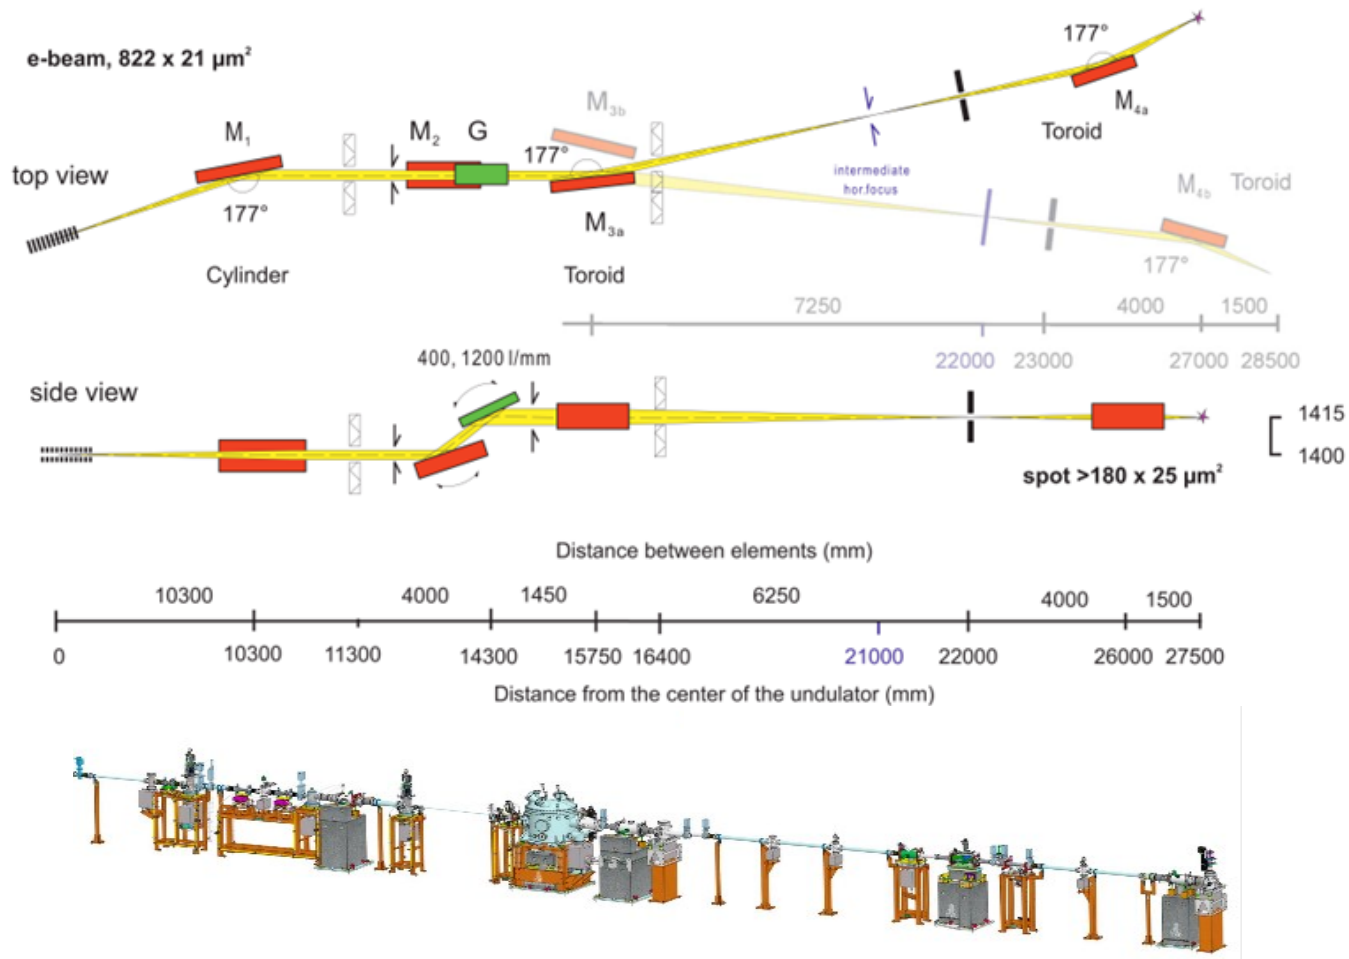 e-beam, 822 x 21 µm²
177°
M4a
Toroid
M3b
M1
M2 G
177°
top view
177°
M3a
intermediate
hor.focus
M4b Toroid
177°
Cylinder
Toroid
7250 4000 1500
22000 23000 27000 28500
400, 1200 l/mm
side view
1415
1400
spot >180 x 25 µm²
Distance between elements (mm)
10300 4000 1450 6250 4000 1500
0 10300 11300 14300 15750 16400 21000 22000 26000 27500
Distance from the center of the undulator (mm)